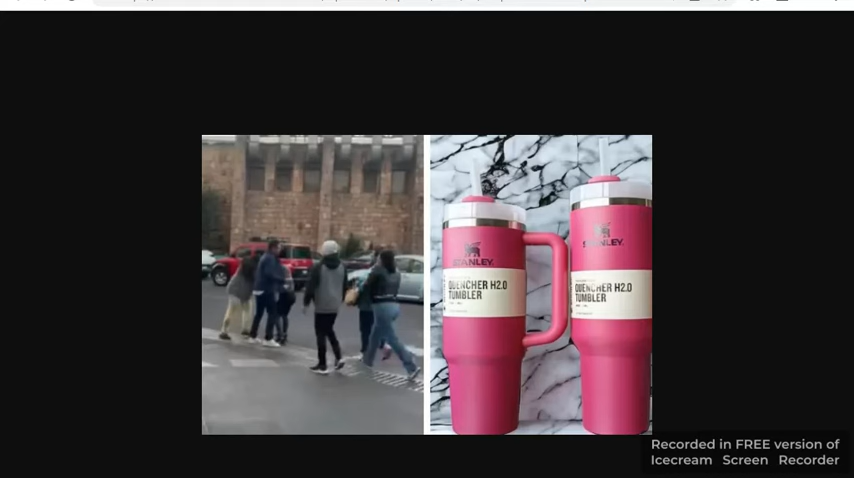 STANLEY.
QUENCHER H2.0
TUMBLER
STANLEY.
QUENCHER H2.0
TUMBLER
Recorded in FREE version of
Icecream Screen Recorder